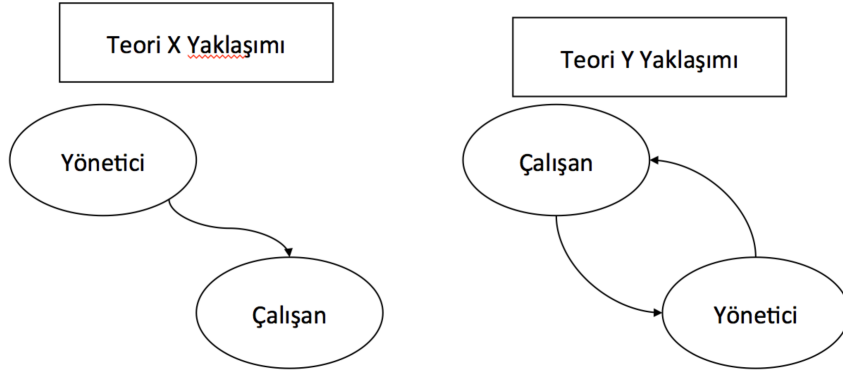 Teori X Yaklaşımı
Yönetici
Çalışan
Teori Y Yaklaşımı
Çalışan
Yönetici